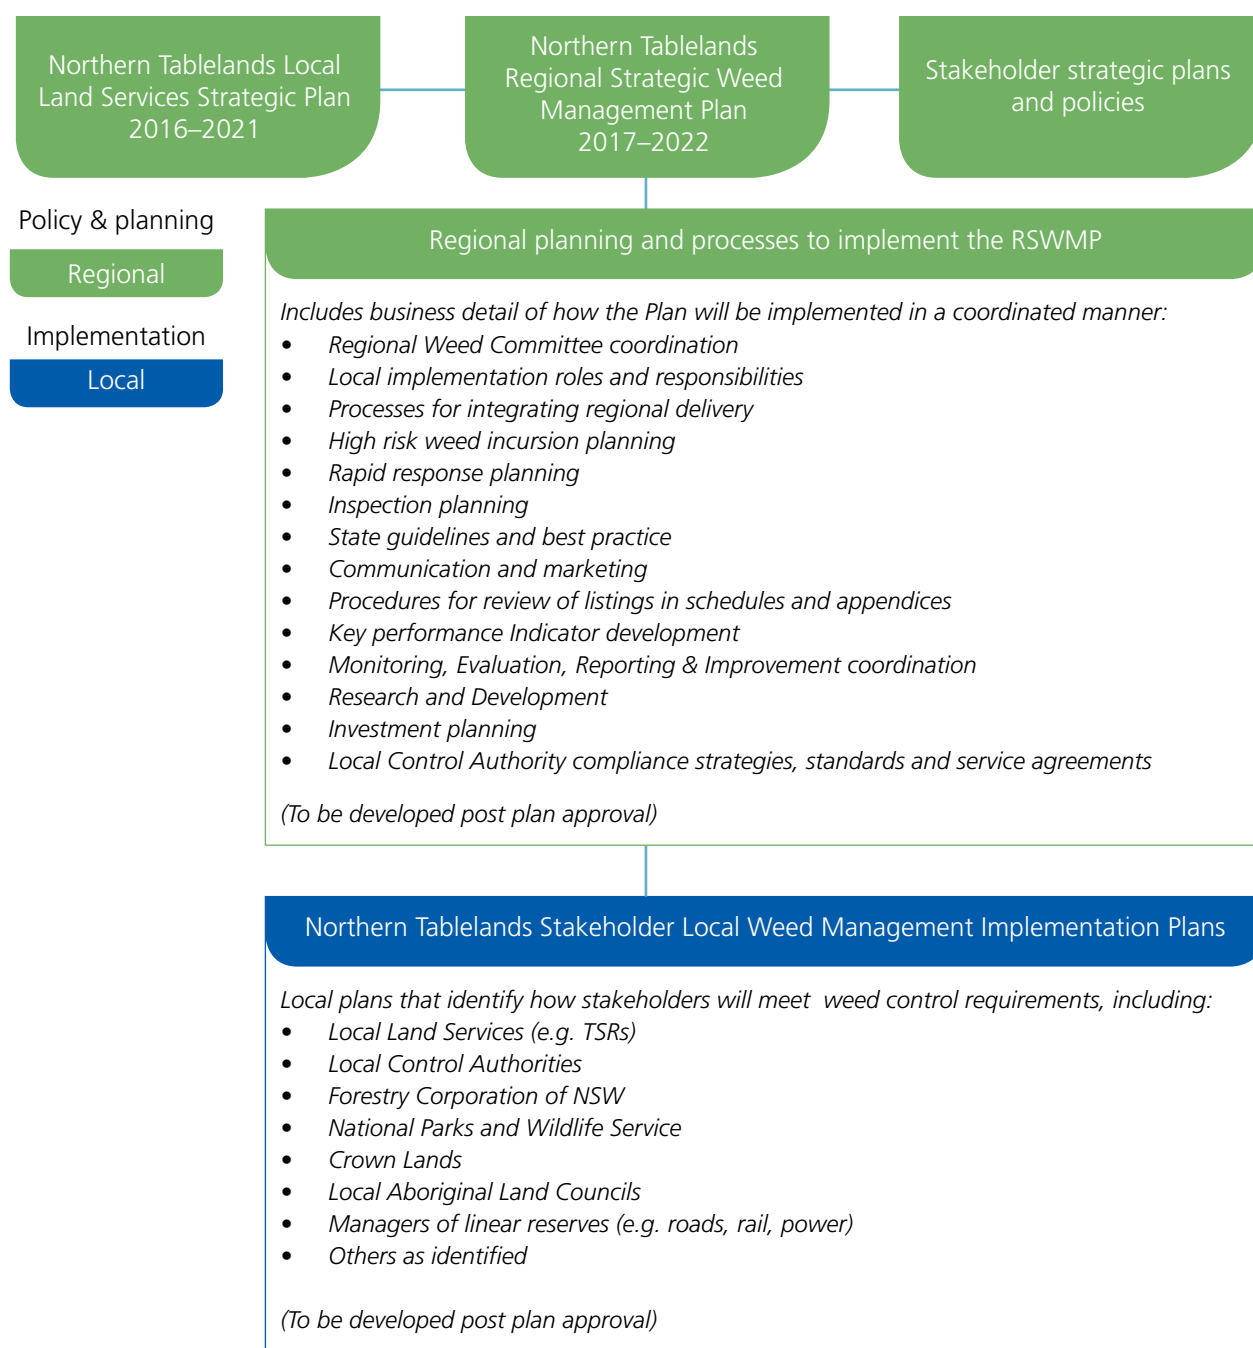 Northern Tablelands Local
Land Services Strategic Plan
2016–2021
Northern Tablelands
Regional Strategic Weed
Management Plan
2017–2022
Stakeholder strategic plans
and policies
Policy & planning
Regional
Implementation
Local
Regional planning and processes to implement the RSWMP
Includes business detail of how the Plan will be implemented in a coordinated manner:
• Regional Weed Committee coordination
• Local implementation roles and responsibilities
• Processes for integrating regional delivery
• High risk weed incursion planning
• Rapid response planning
• Inspection planning
• State guidelines and best practice
• Communication and marketing
• Procedures for review of listings in schedules and appendices
• Key performance Indicator development
• Monitoring, Evaluation, Reporting & Improvement coordination
• Research and Development
• Investment planning
• Local Control Authority compliance strategies, standards and service agreements
(To be developed post plan approval)
Northern Tablelands Stakeholder Local Weed Management Implementation Plans
Local plans that identify how stakeholders will meet  weed control requirements, including:
• Local Land Services (e.g. TSRs)
• Local Control Authorities
• Forestry Corporation of NSW
• National Parks and Wildlife Service
• Crown Lands
• Local Aboriginal Land Councils
• Managers of linear reserves (e.g. roads, rail, power)
• Others as identified
(To be developed post plan approval)